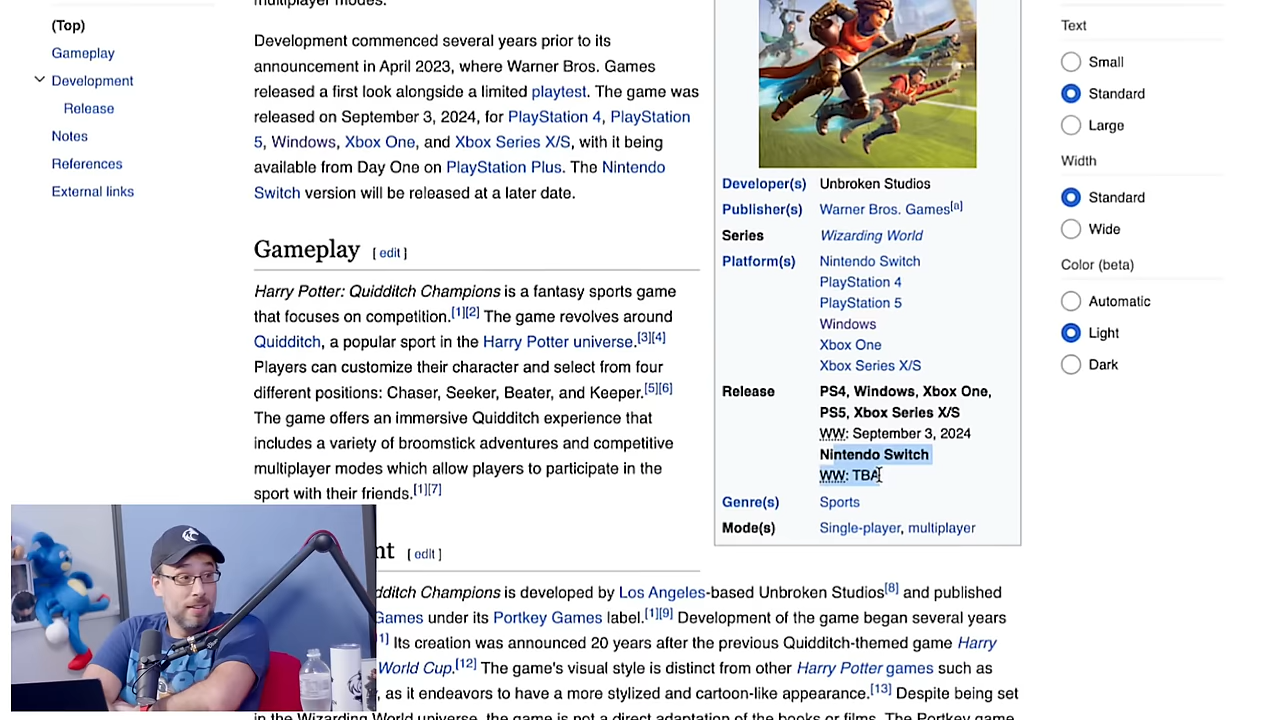 (Top)
Gameplay
Development
Release
Notes
References
External links
multiplayer modes.
Development commenced several years prior to its
announcement in April 2023, where Warner Bros. Games
released a first look alongside a limited playtest. The game was
released on September 3, 2024, for PlayStation 4, PlayStation
5, Windows, Xbox One, and Xbox Series X/S, with it being
available from Day One on PlayStation Plus. The Nintendo
Switch version will be released at a later date.
Gameplay [ edit ]
Harry Potter: Quidditch Champions is a fantasy sports game
that focuses on competition.[1][2] The game revolves around
Quidditch, a popular sport in the Harry Potter universe.[3][4]
Players can customize their character and select from four
different positions: Chaser, Seeker, Beater, and Keeper.[5][6]
The game offers an immersive Quidditch experience that
includes a variety of broomstick adventures and competitive
multiplayer modes which allow players to participate in the
sport with their friends.[1][7]
nt [ edit ]
dditch Champions is developed by Los Angeles-based Unbroken Studios[8] and published
Games under its Portkey Games label.[1][9] Development of the game began several years
1] Its creation was announced 20 years after the previous Quidditch-themed game Harry
World Cup.[12] The game's visual style is distinct from other Harry Potter games such as
, as it endeavors to have a more stylized and cartoon-like appearance.[13] Despite being set
in the Wizarding World universe, the game is not a direct adaptation of the books or films. The Portkey game
Developer(s) Unbroken Studios
Publisher(s) Warner Bros. Games[a]
Series Wizarding World
Platform(s) Nintendo Switch
PlayStation 4
PlayStation 5
Windows
Xbox One
Xbox Series X/S
Release PS4, Windows, Xbox One,
PS5, Xbox Series X/S
WW: September 3, 2024
Nintendo Switch
WW: TBA
Genre(s) Sports
Mode(s) Single-player, multiplayer
Text
Small
Standard
Large
Width
Standard
Wide
Color (beta)
Automatic
Light
Dark